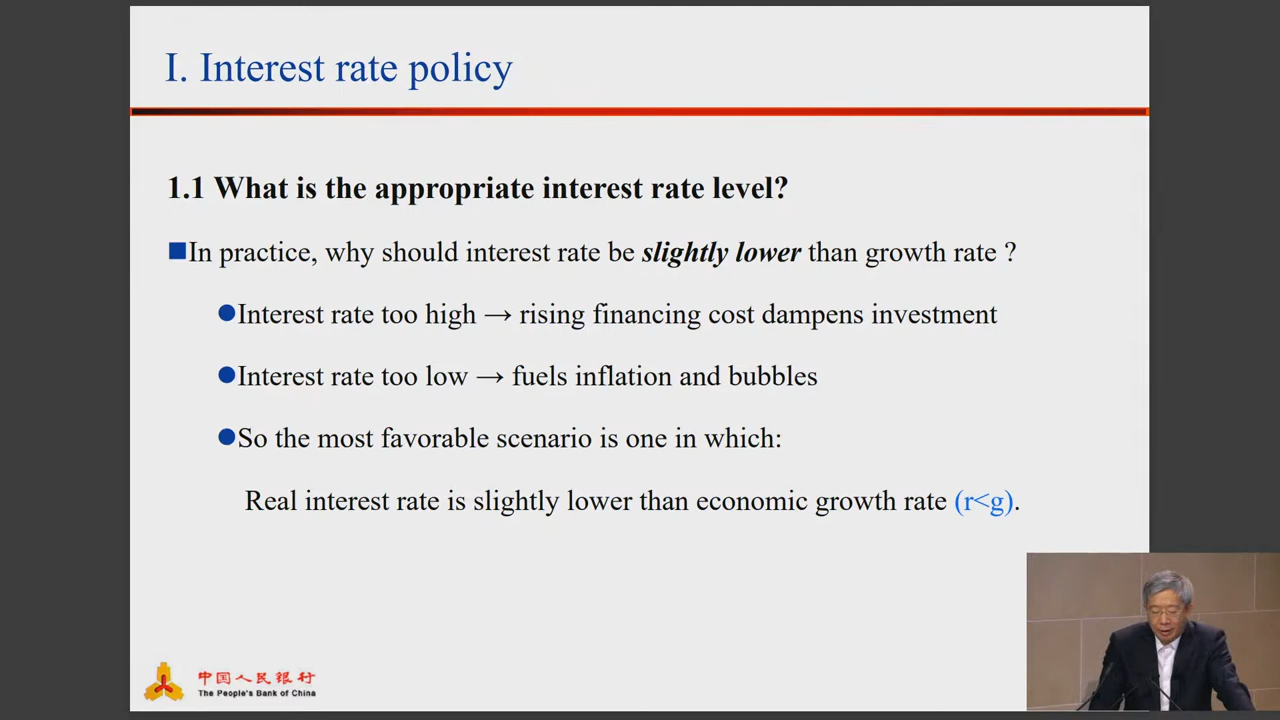 I. Interest rate policy
1.1 What is the appropriate interest rate level?
In practice, why should interest rate be slightly lower than growth rate ?
Interest rate too high → rising financing cost dampens investment
Interest rate too low → fuels inflation and bubbles
So the most favorable scenario is one in which:
Real interest rate is slightly lower than economic growth rate (r<g).
中国人民银行
The People's Bank of China